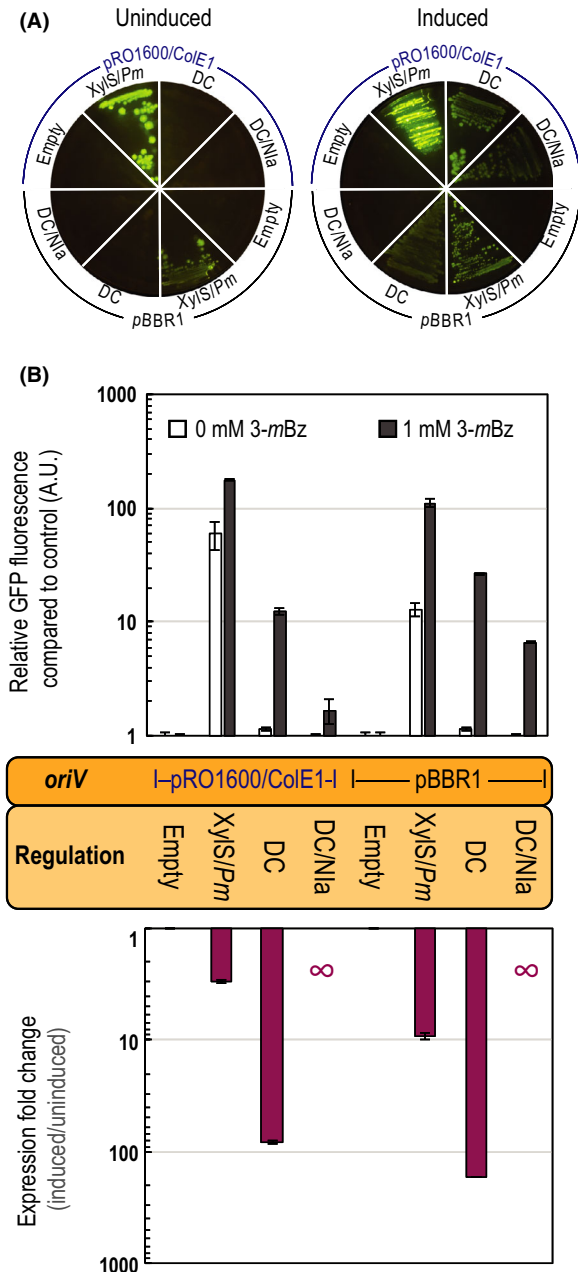 (A)
Uninduced
Induced
pRO1600/ColE1
XylS/Pm
DC
Empty
DC/NIa
DC/NIa
Empty
DC
XylS/Pm
pBBR1
pRO1600/ColE1
XylS/Pm
DC
Empty
DC/NIa
DC/NIa
Empty
DC
XylS/Pm
pBBR1
(B)
Relative GFP fluorescence
compared to control (A.U.)
1000
100
10
1
0 mM 3-mBz
1 mM 3-mBz
oriV
pRO1600/ColE1
pBBR1
Regulation
Empty
XylS/Pm
DC
DC/NIa
Empty
XylS/Pm
DC
DC/NIa
Expression fold change
(induced/uninduced)
1
10
100
1000
∞
∞